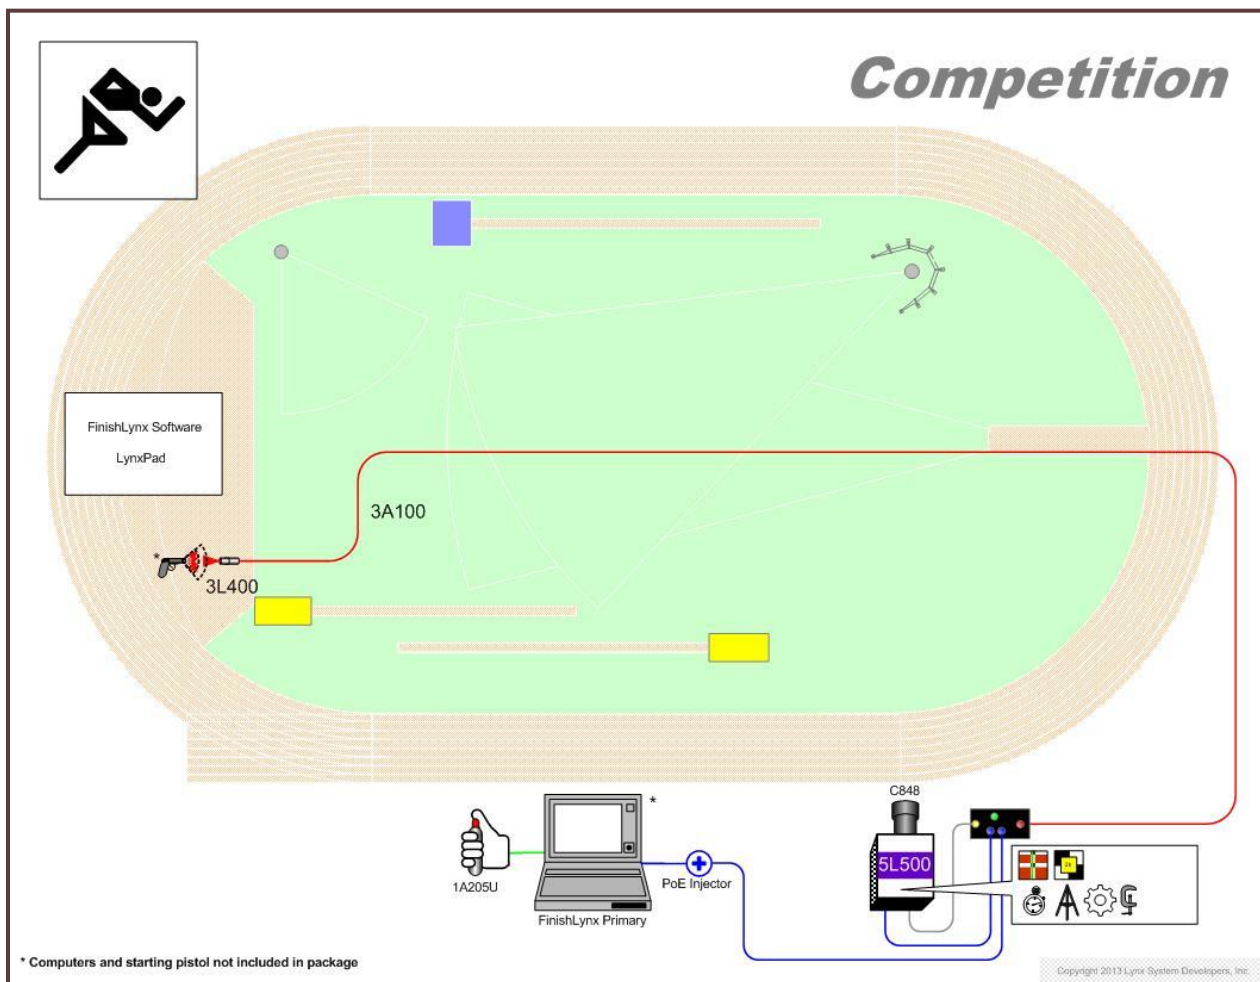 Competition
FinishLynx Software
LynxPad
3A100
*
3L400
C848
*
5L500
1A205U
PoE Injector
FinishLynx Primary
* Computers and starting pistol not included in package
Copyright 2013 Lynx System Developers, Inc.